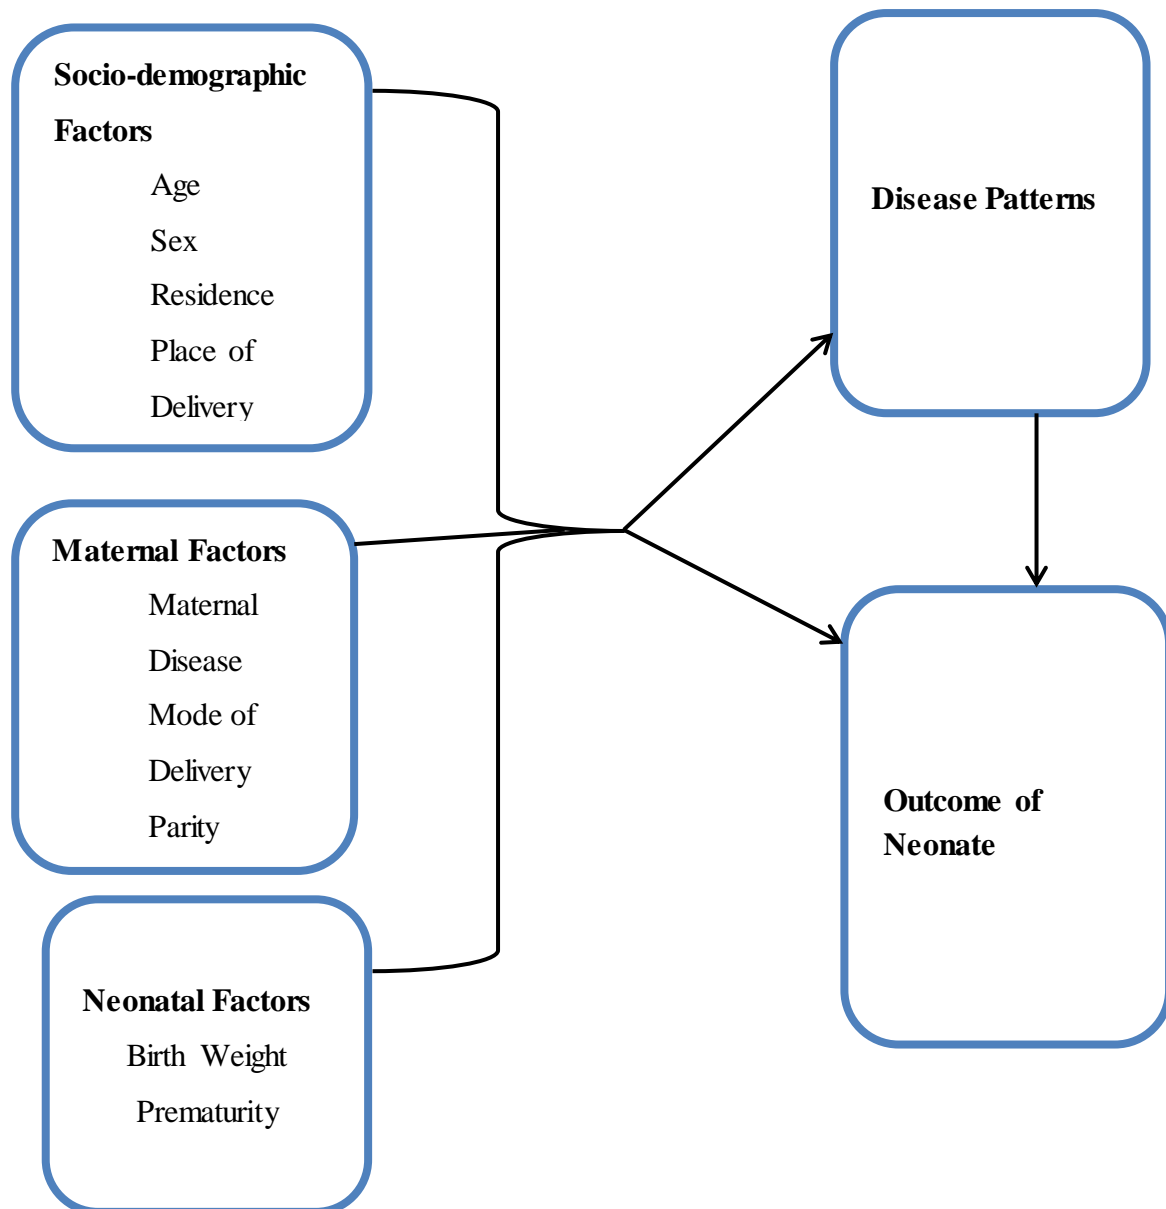 Socio-demographic
Factors
Age
Sex
Residence
Place of
Delivery
Maternal Factors
Maternal
Disease
Mode of
Delivery
Parity
Neonatal Factors
Birth Weight
Prematurity
Disease Patterns
Outcome of
Neonate